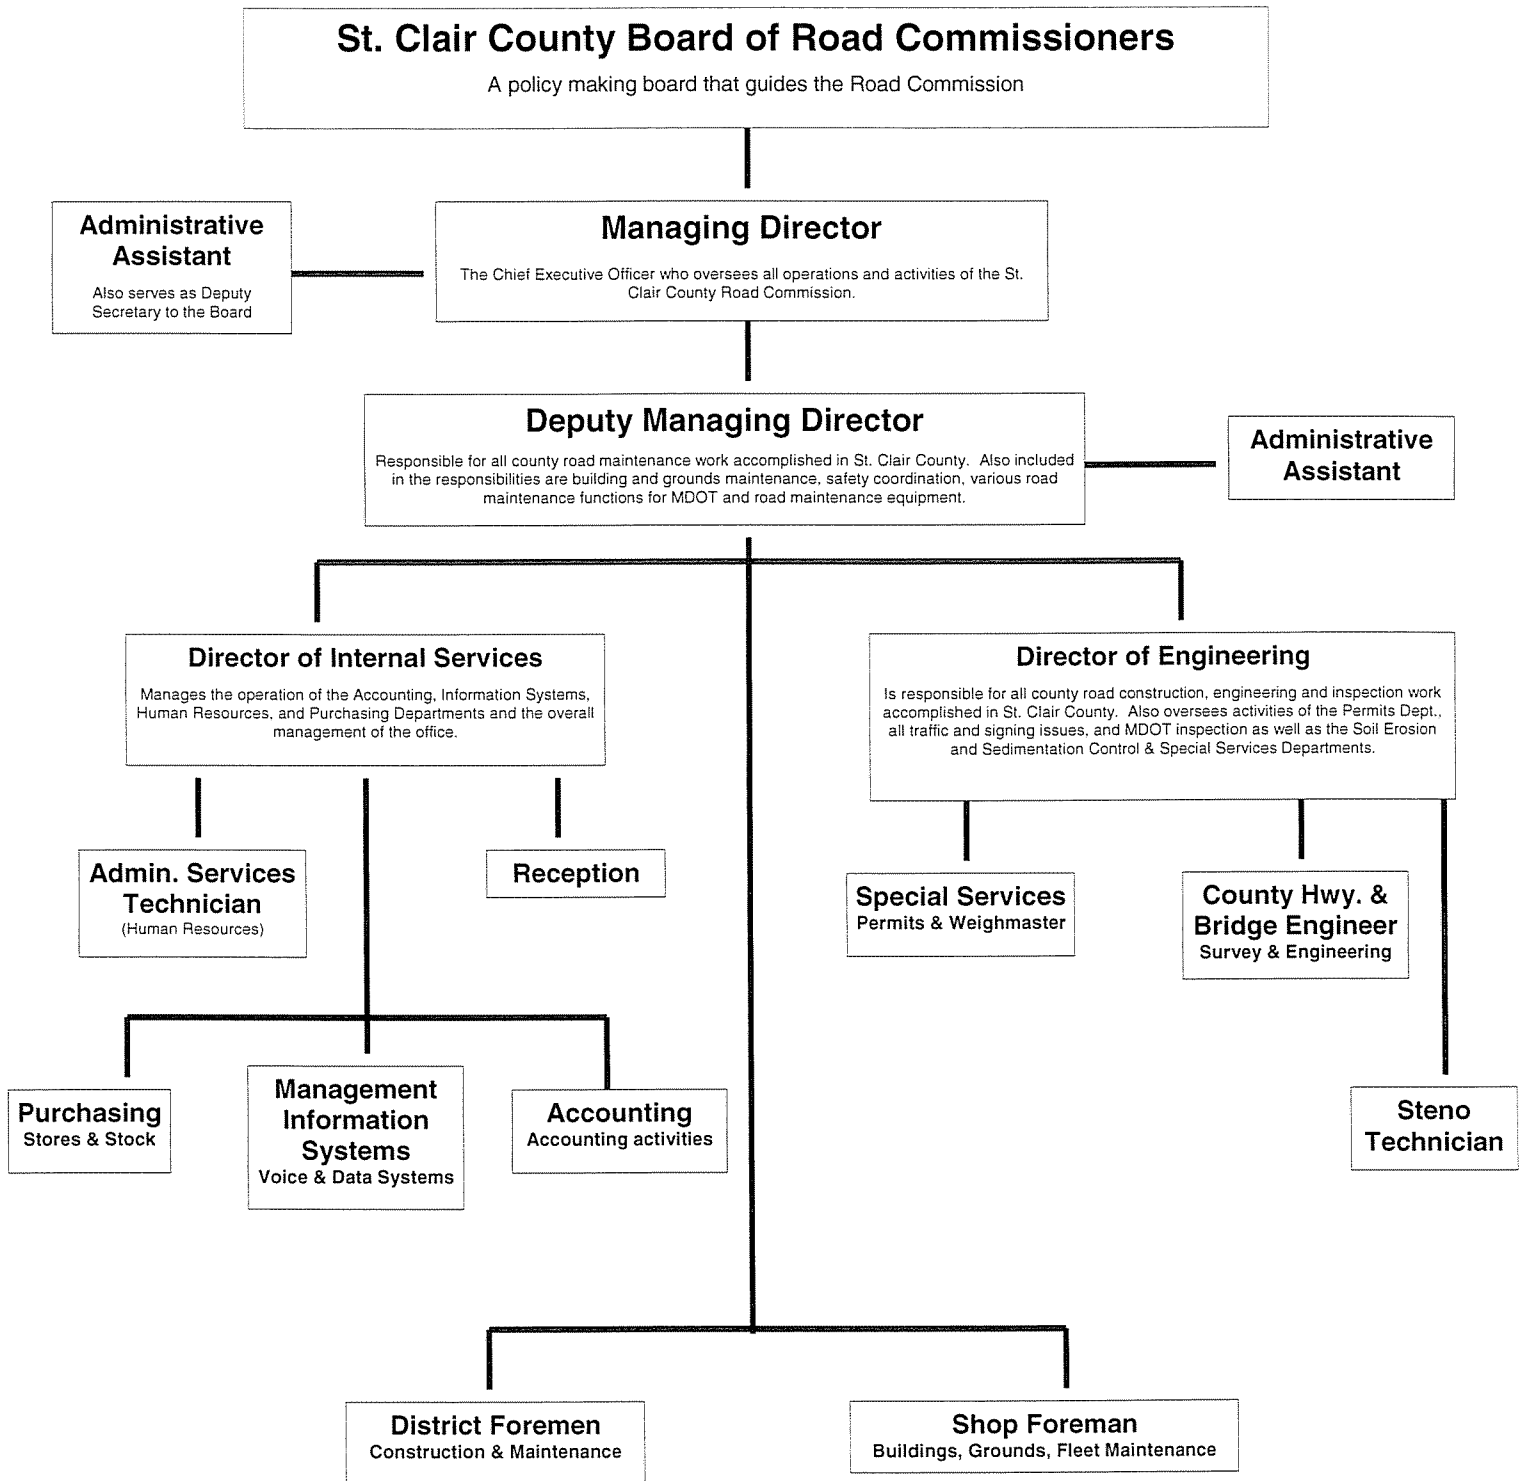 St. Clair County Board of Road Commissioners
A policy making board that guides the Road Commission
Administrative
Assistant
Also serves as Deputy
Secretary to the Board
Managing Director
The Chief Executive Officer who oversees all operations and activities of the St.
Clair County Road Commission.
Deputy Managing Director
Responsible for all county road maintenance work accomplished in St. Clair County. Also included
in the responsibilities are building and grounds maintenance, safety coordination, various road
maintenance functions for MDOT and road maintenance equipment.
Administrative
Assistant
Director of Internal Services
Manages the operation of the Accounting, Information Systems,
Human Resources, and Purchasing Departments and the overall
management of the office.
Director of Engineering
Is responsible for all county road construction, engineering and inspection work
accomplished in St. Clair County. Also oversees activities of the Permits Dept.,
all traffic and signing issues, and MDOT inspection as well as the Soil Erosion
and Sedimentation Control & Special Services Departments.
Admin. Services
Technician
(Human Resources)
Reception
Special Services
Permits & Weighmaster
County Hwy. &
Bridge Engineer
Survey & Engineering
Purchasing
Stores & Stock
Management
Information
Systems
Voice & Data Systems
Accounting
Accounting activities
Steno
Technician
District Foremen
Construction & Maintenance
Shop Foreman
Buildings, Grounds, Fleet Maintenance